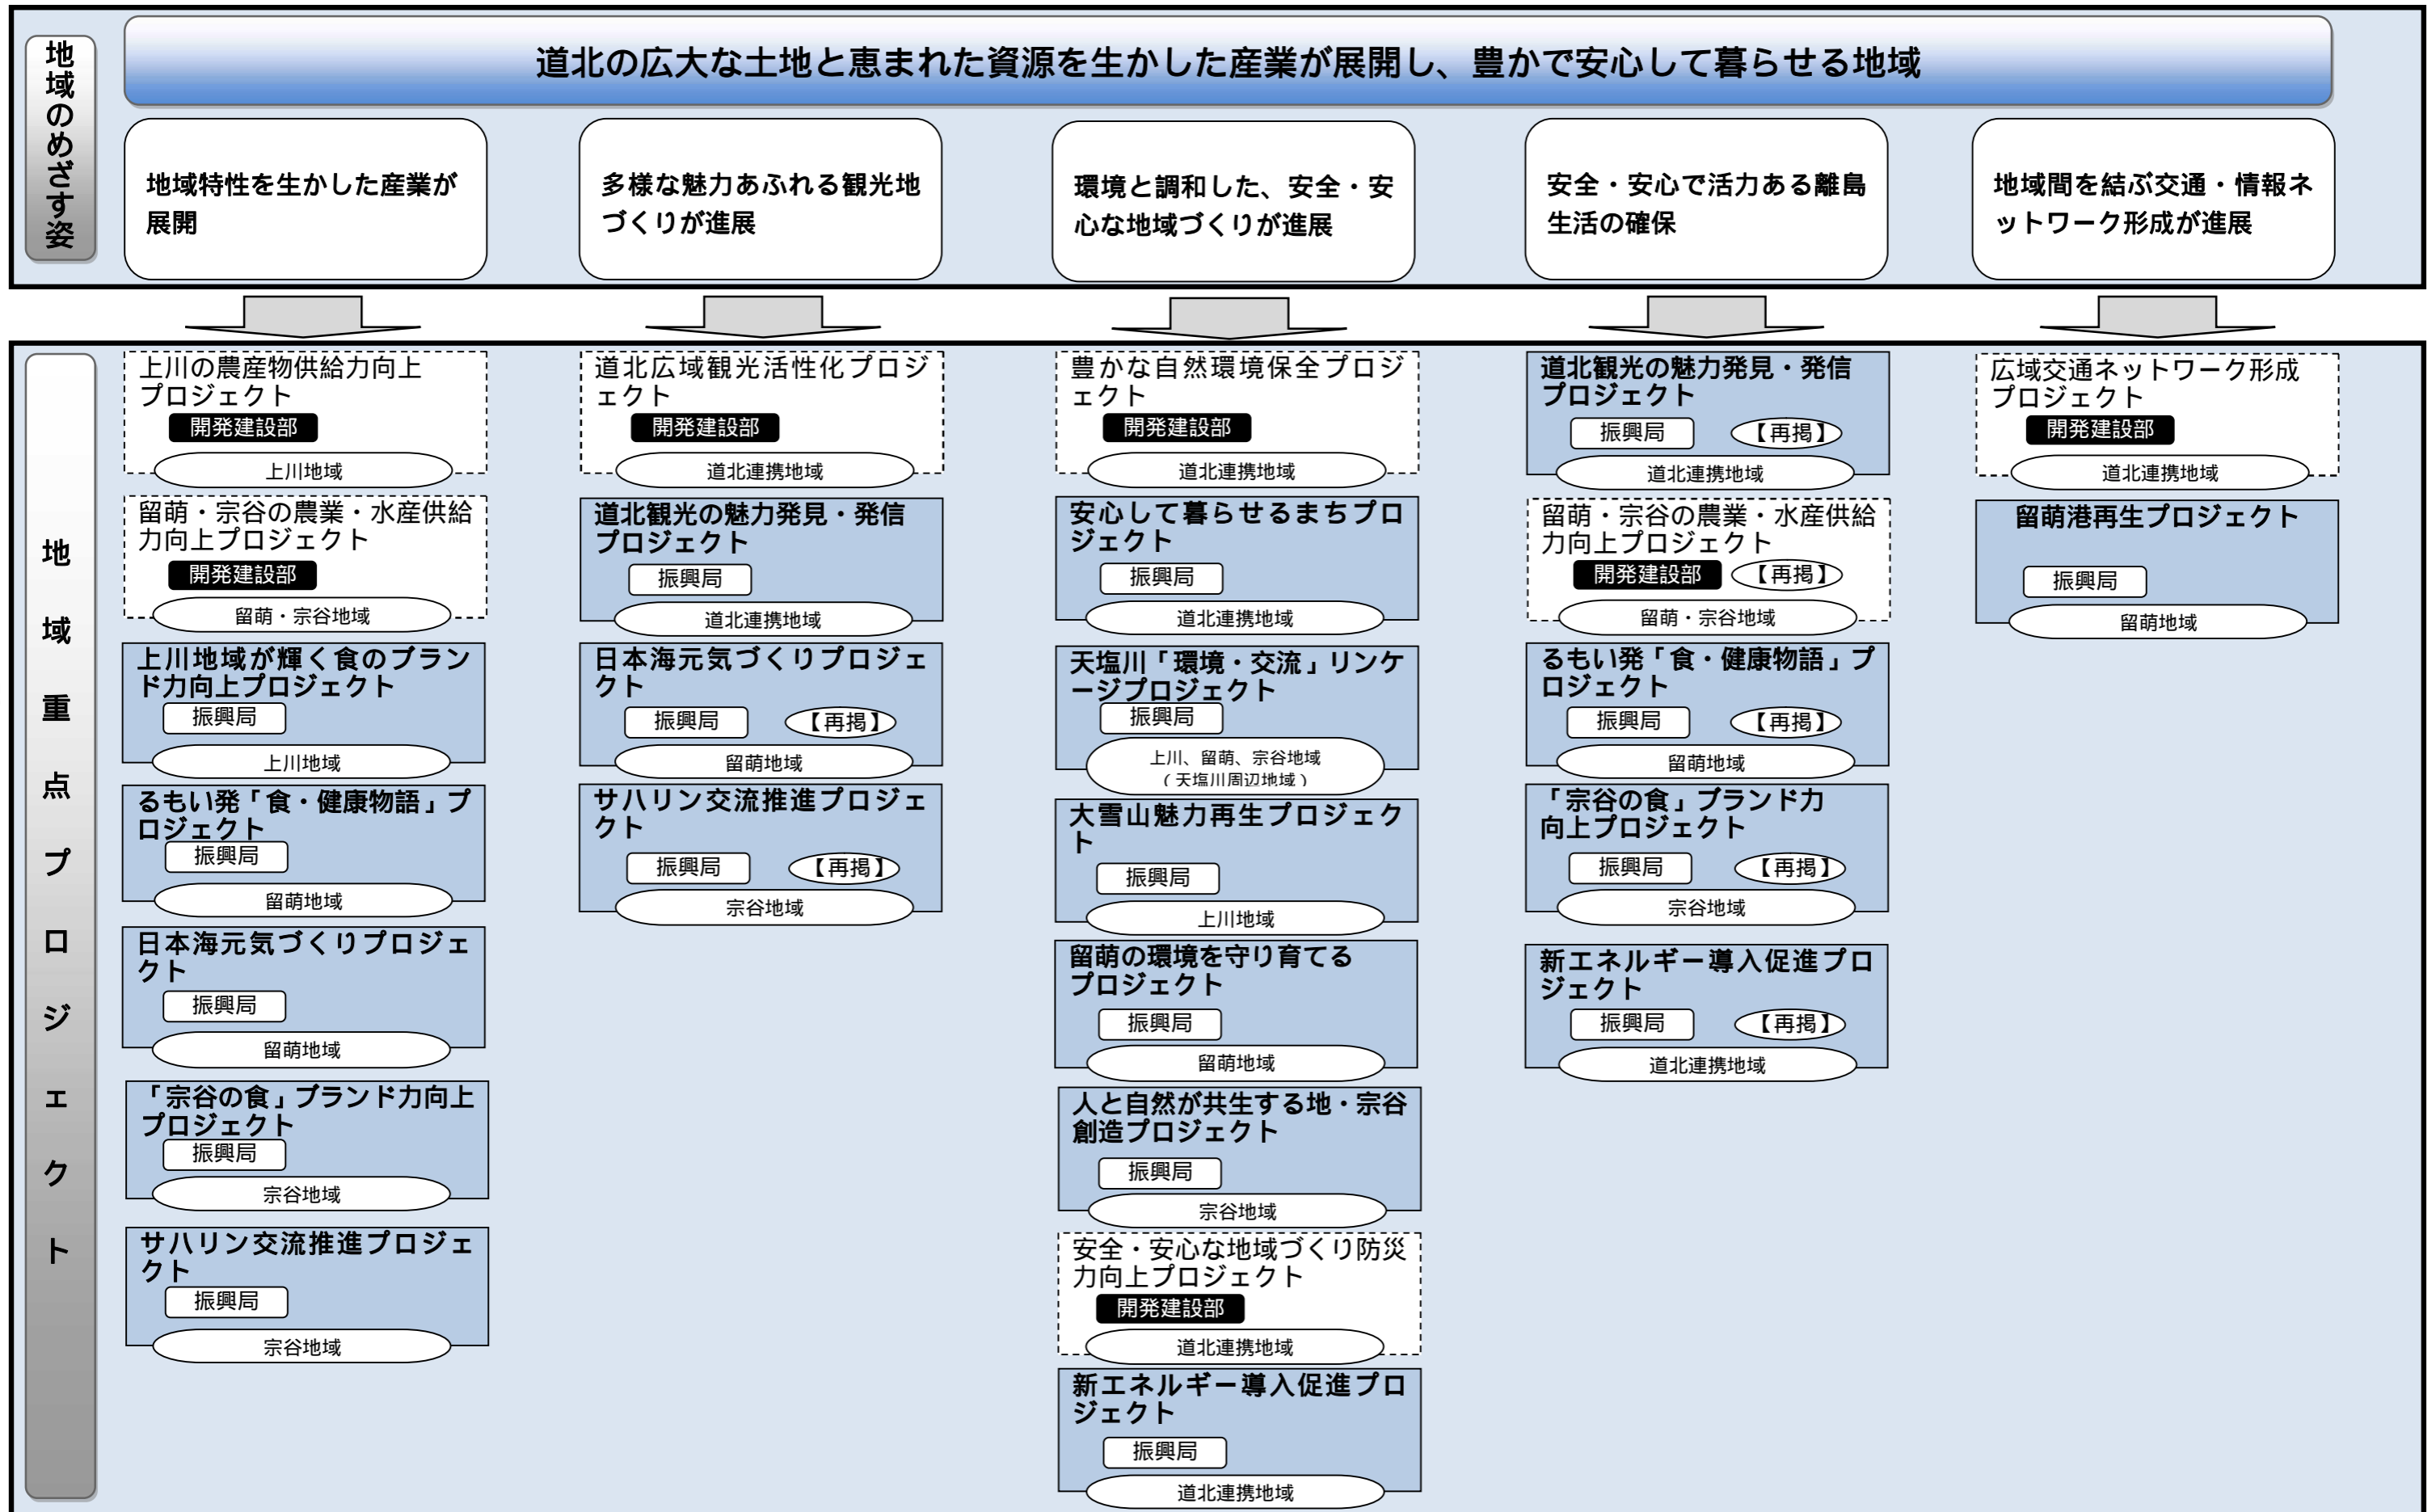 地域のめざす姿
道北の広大な土地と恵まれた資源を生かした産業が展開し、豊かで安心して暮らせる地域
地域特性を生かした産業が
展開
多様な魅力あふれる観光地
づくりが進展
環境と調和した、安全・安
心な地域づくりが進展
安全・安心で活力ある離島
生活の確保
地域間を結ぶ交通・情報ネ
ットワーク形成が進展
地域重点プロジェクト
上川の農産物供給力向上
プロジェクト
開発建設部
上川地域
留萌・宗谷の農業・水産供給
力向上プロジェクト
開発建設部
留萌・宗谷地域
上川地域が輝く食のブラン
ド力向上プロジェクト
振興局
上川地域
るもい発「食・健康物語」プ
ロジェクト
振興局
留萌地域
日本海元気づくりプロジェ
クト
振興局
留萌地域
「宗谷の食」ブランド力向上
プロジェクト
振興局
宗谷地域
サハリン交流推進プロジェ
クト
振興局
宗谷地域
道北広域観光活性化プロジ
ェクト
開発建設部
道北連携地域
道北観光の魅力発見・発信
プロジェクト
振興局
道北連携地域
日本海元気づくりプロジェ
クト
振興局 【再掲】
留萌地域
サハリン交流推進プロジェ
クト
振興局 【再掲】
宗谷地域
豊かな自然環境保全プロジ
ェクト
開発建設部
道北連携地域
安心して暮らせるまちプロ
ジェクト
振興局
道北連携地域
天塩川「環境・交流」リンケ
ージプロジェクト
振興局
上川、留萌、宗谷地域
（天塩川周辺地域）
大雪山魅力再生プロジェク
ト
振興局
上川地域
留萌の環境を守り育てる
プロジェクト
振興局
留萌地域
人と自然が共生する地・宗谷
創造プロジェクト
振興局
宗谷地域
安全・安心な地域づくり防災
力向上プロジェクト
開発建設部
道北連携地域
新エネルギー導入促進プロ
ジェクト
振興局
道北連携地域
道北観光の魅力発見・発信
プロジェクト
振興局 【再掲】
道北連携地域
留萌・宗谷の農業・水産供給
力向上プロジェクト
開発建設部 【再掲】
留萌・宗谷地域
るもい発「食・健康物語」プ
ロジェクト
振興局 【再掲】
留萌地域
「宗谷の食」ブランド力
向上プロジェクト
振興局 【再掲】
宗谷地域
新エネルギー導入促進プロ
ジェクト
振興局 【再掲】
道北連携地域
広域交通ネットワーク形成
プロジェクト
開発建設部
道北連携地域
留萌港再生プロジェクト
振興局
留萌地域